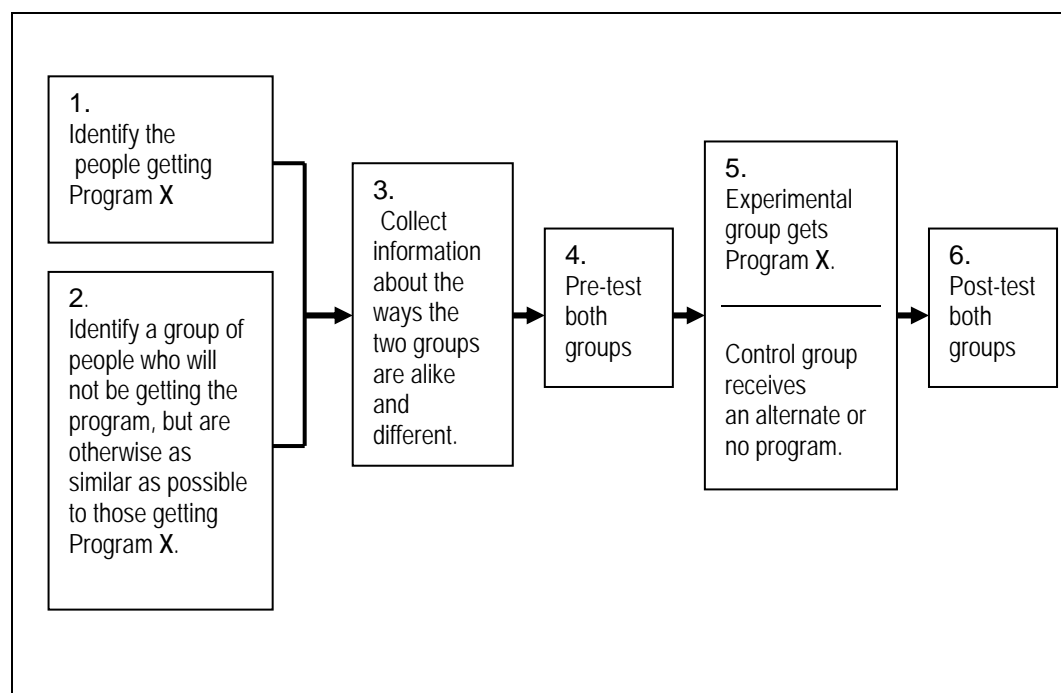 1.
Identify the
people getting
Program X
2.
Identify a group of
people who will
not be getting the
program, but are
otherwise as
similar as possible
to those getting
Program X.
3.
Collect
information
about the
ways the
two groups
are alike
and
different.
4.
Pre-test
both
groups
5.
Experimental
group gets
Program X.
Control group
receives
an alternate or
no program.
6.
Post-test
both
groups